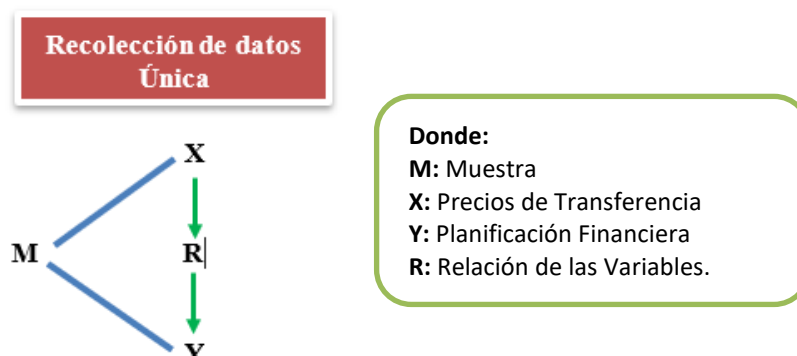 Recolección de datos
Única
X
M
R
Y
Donde:
M: Muestra
X: Precios de Transferencia
Y: Planificación Financiera
R: Relación de las Variables.